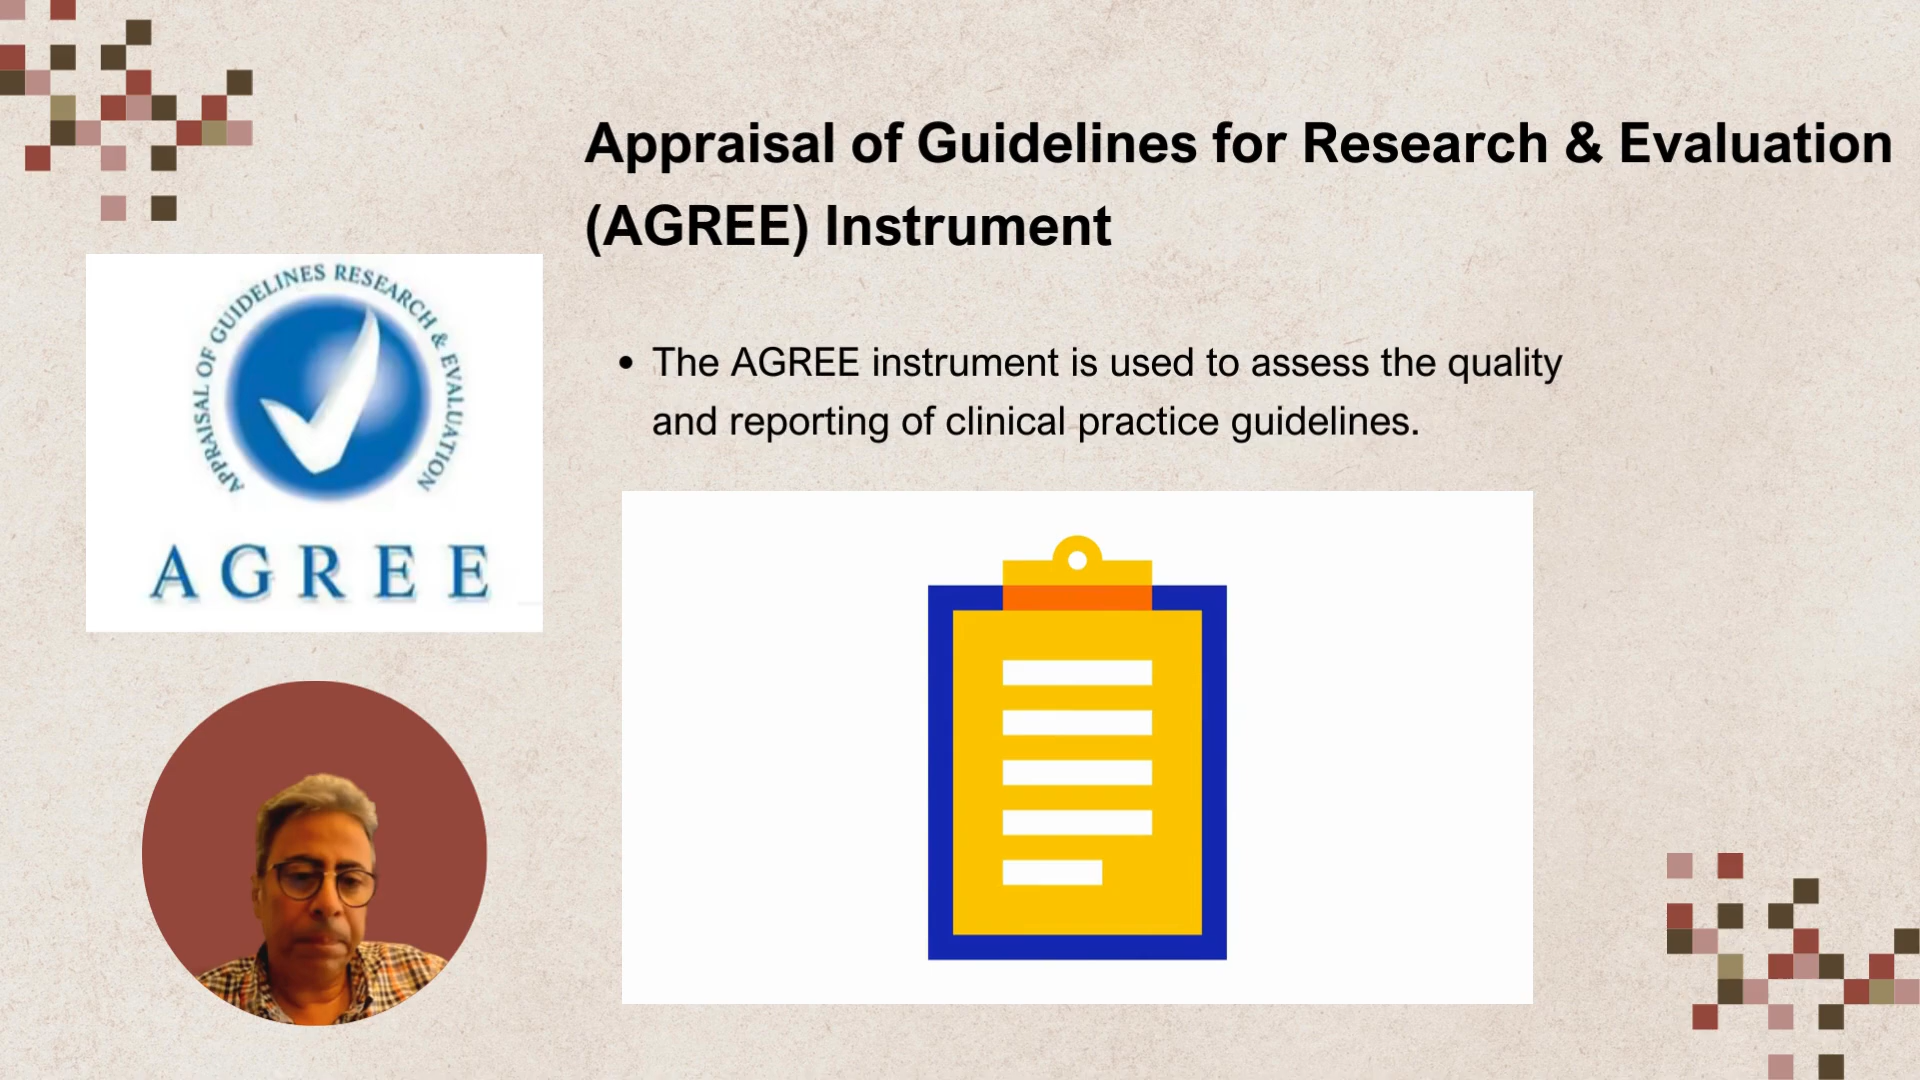 Appraisal of Guidelines for Research & Evaluation
(AGREE) Instrument
APPRAISAL OF GUIDELINES RESEARCH & EVALUATION
AGREE
• The AGREE instrument is used to assess the quality
and reporting of clinical practice guidelines.